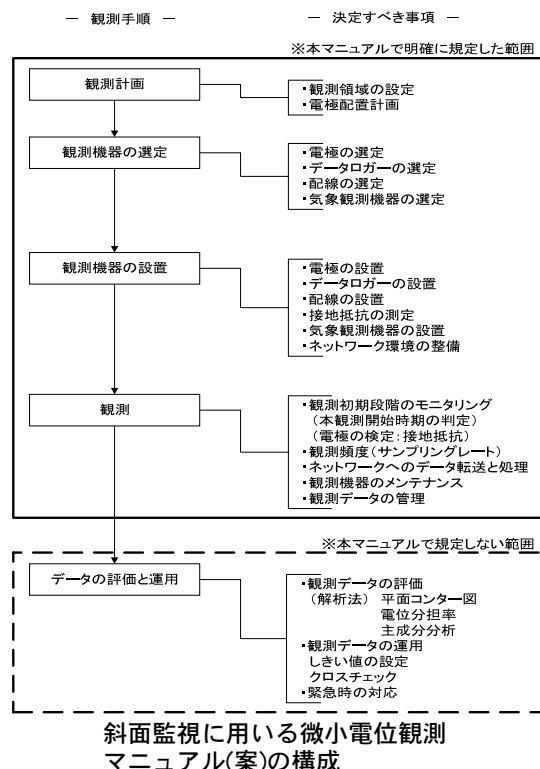 ― 観測手順 ―
― 決定すべき事項 ―
※本マニュアルで明確に規定した範囲
観測計画
・観測領域の設定
・電極配置計画
観測機器の選定
・電極の選定
・データロガーの選定
・配線の選定
・気象観測機器の選定
観測機器の設置
・電極の設置
・データロガーの設置
・配線の設置
・接地抵抗の測定
・気象観測機器の設置
・ネットワーク環境の整備
観測
・観測初期段階のモニタリング
(本観測開始時期の判定)
(電極の検定:接地抵抗)
・観測頻度(サンプリングレート)
・ネットワークへのデータ転送と処理
・観測機器のメンテナンス
・観測データの管理
※本マニュアルで規定しない範囲
データの評価と運用
・観測データの評価
(解析法) 平面コンター図
電位分担率
主成分分析
・観測データの運用
しきい値の設定
クロスチェック
・緊急時の対応
斜面監視に用いる微小電位観測
マニュアル(案)の構成